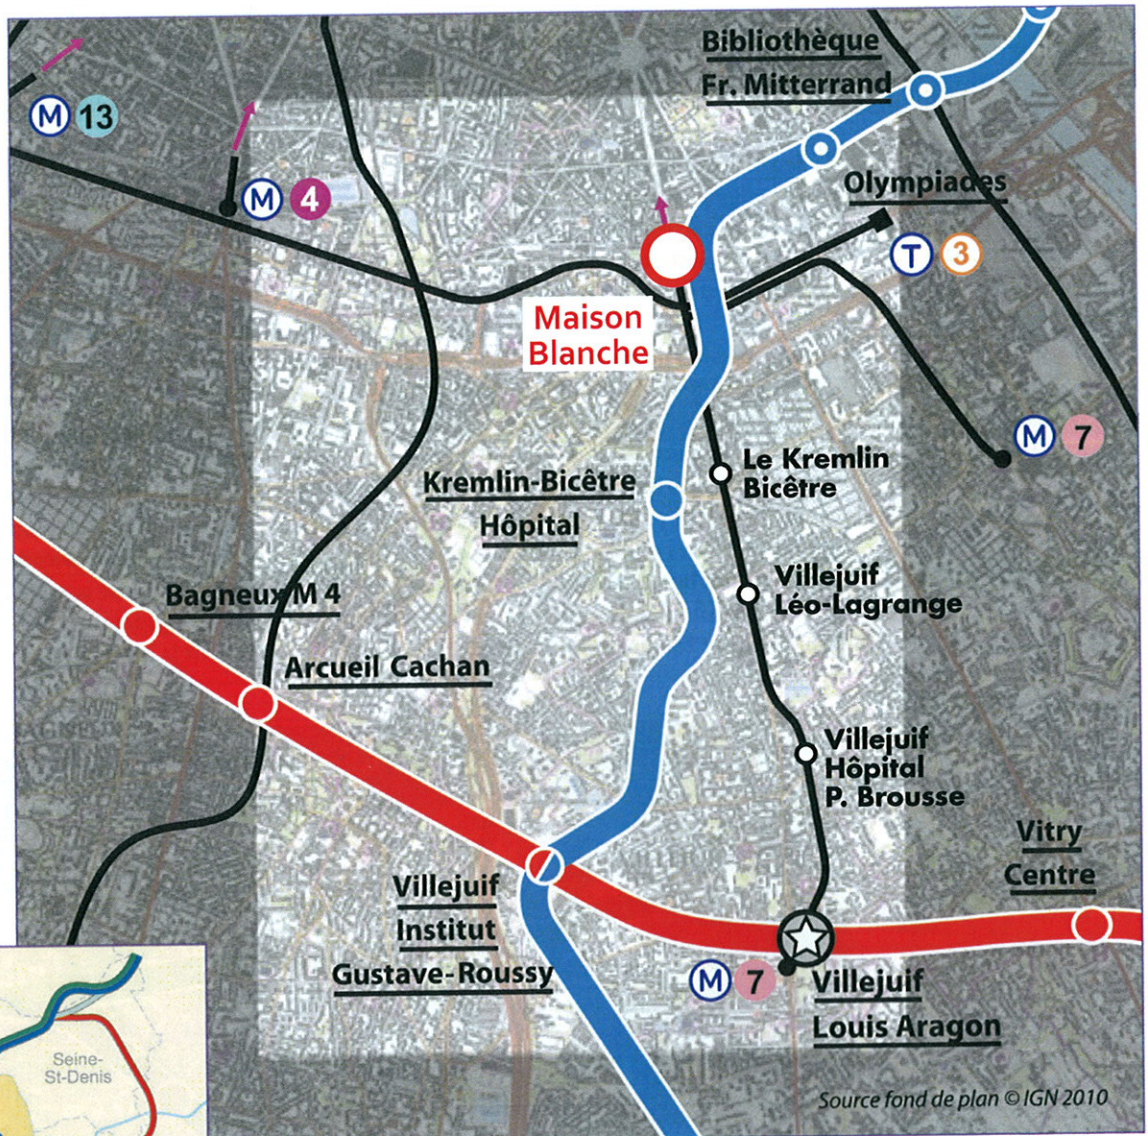 Bibliothèque
Fr. Mitterrand
M 13
M 4
Olympiades
T 3
Maison
Blanche
M 7
Le Kremlin
Bicêtre
Kremlin-Bicêtre
Hôpital
Villejuif
Léo-Lagrange
Bagneux M 4
Arcueil Cachan
Villejuif
Hôpital
P. Brousse
Vitry
Centre
Villejuif
Institut
Gustave-Roussy
M 7
Villejuif
Louis Aragon
Seine-
St-Denis
Source fond de plan © IGN 2010